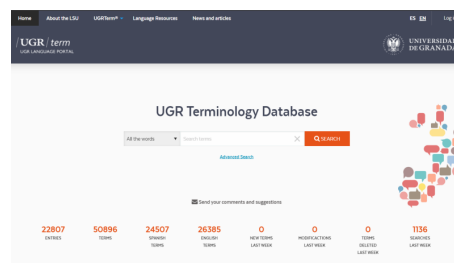 Home About the LSU UGRTerm® Language Resources News and articles ES EN Log
/UGR/term
UGR LANGUAGE PORTAL
UNIVERSIDAD
DE GRANADA
UGR Terminology Database
All the words Search terms SEARCH
Advanced Search
Send your comments and suggestions
22807 50896 24507 26385 0 0 0 1136
ENTRIES TERMS SPANISH ENGLISH NEW TERMS MODIFICACTIONS TERMS SEARCHES
TERMS TERMS LAST WEEK LAST WEEK DELETED LAST WEEK
LAST WEEK